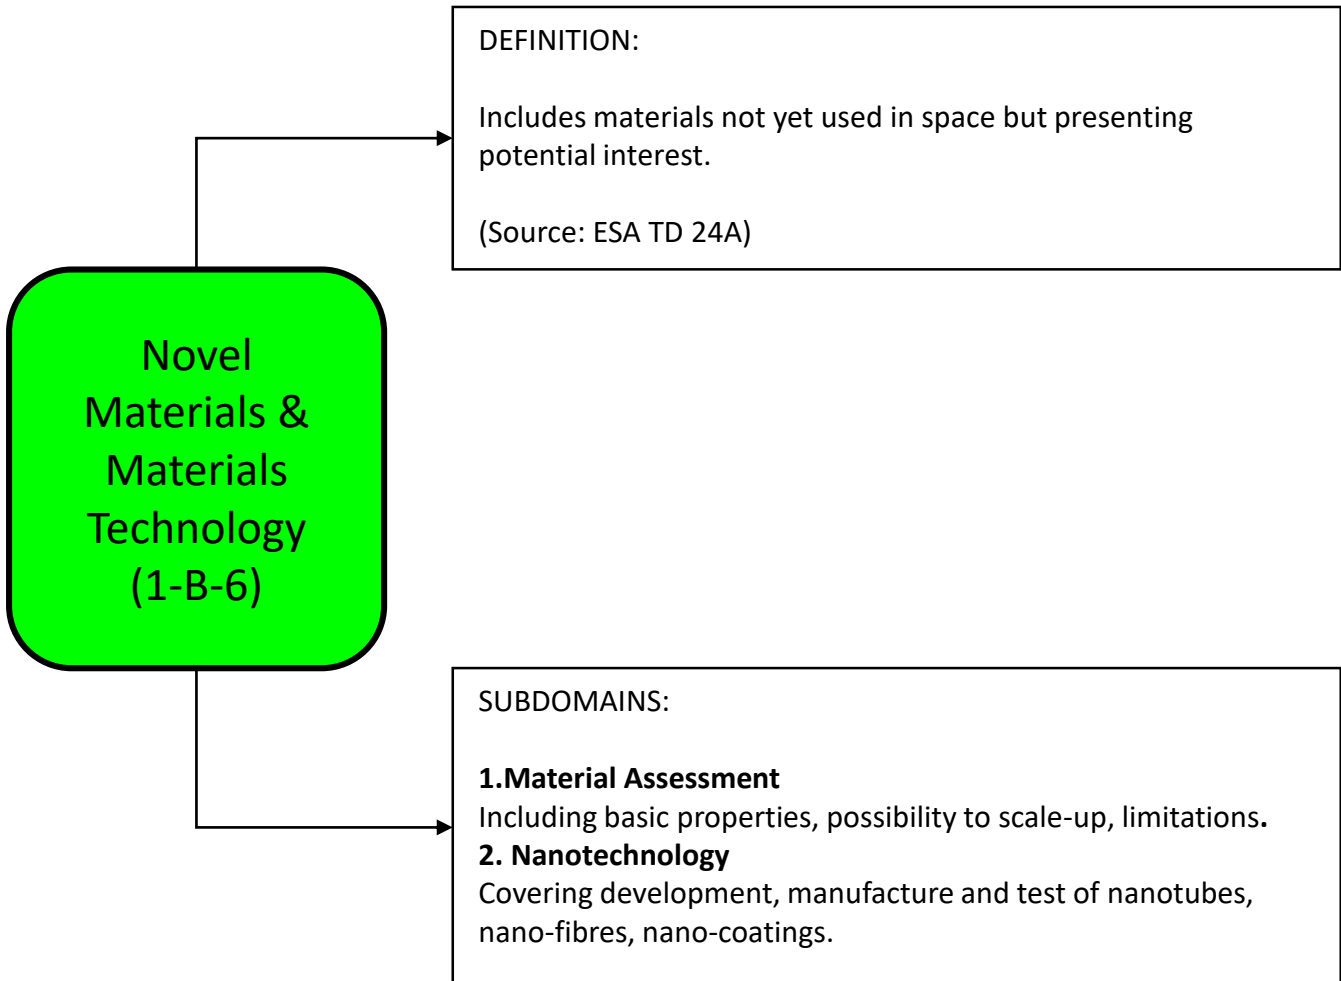 DEFINITION:
Includes materials not yet used in space but presenting
potential interest.
(Source: ESA TD 24A)
Novel
Materials &
Materials
Technology
(1-B-6)
SUBDOMAINS:
1.Material Assessment
Including basic properties, possibility to scale-up, limitations.
2. Nanotechnology
Covering development, manufacture and test of nanotubes,
nano-fibres, nano-coatings.